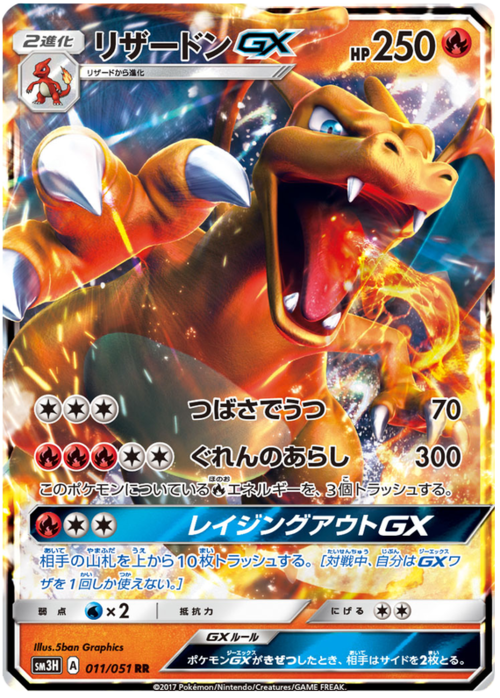 2進化 リザードンGX HP250
リザードから進化
つばさでうつ 70
ぐれんのあらし 300
このポケモンについている エネルギーを、3個トラッシュする。
レイジングアウトGX
相手の山札を上から10枚トラッシュする。[対戦中、自分はGXワ
ザを1回しか使えない。]
弱点 ×2 抵抗力 にげる
GXルール
ポケモンGXがきぜつしたとき、相手はサイドを2枚とる。
Illus.5ban Graphics
SM3H A 011/051 RR
©2017 Pokémon/Nintendo/Creatures/GAME FREAK.